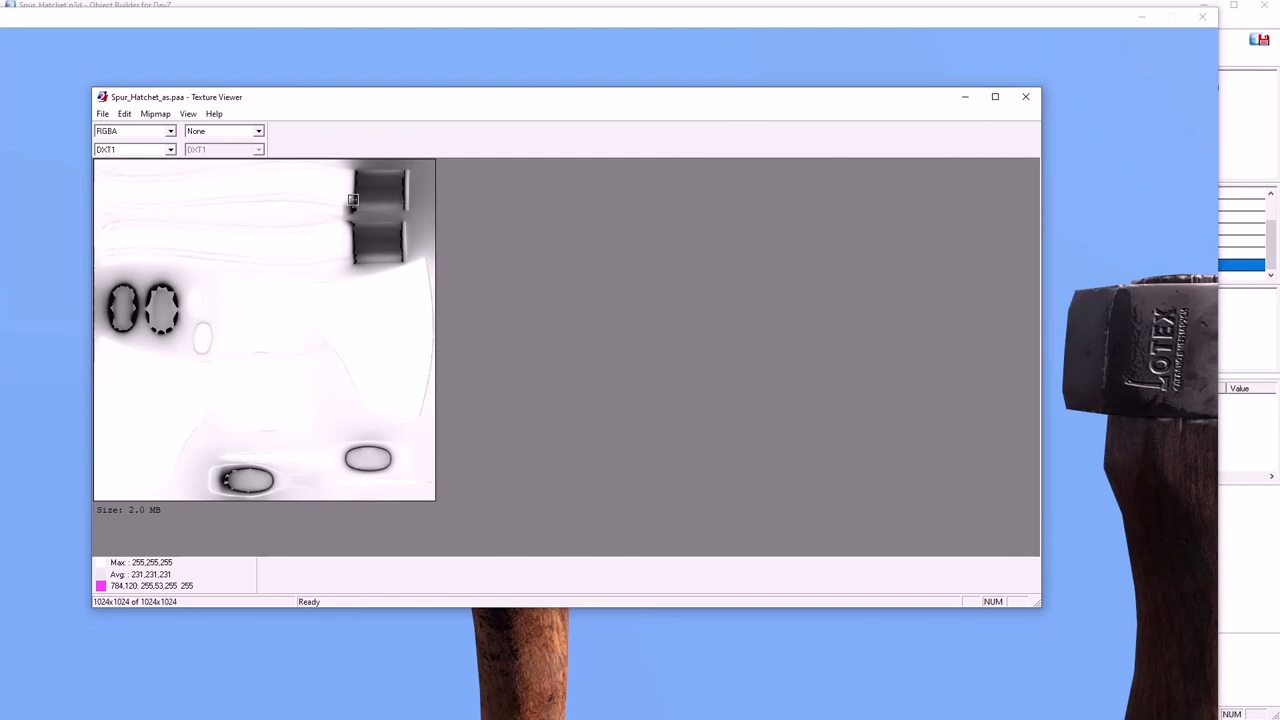 Spur_Hatchet.p3d - Object Builder for DayZ
Spur_Hatchet_as.paa - Texture Viewer
File Edit Mipmap View Help
RGBA None
DXT1 DXT1
Value
LOTEX
Size: 2.0 MB
Max: : 255,255,255
Avg: : 231,231,231
784,120: 255,53,255 255
1024x1024 of 1024x1024 Ready NUM
NUM